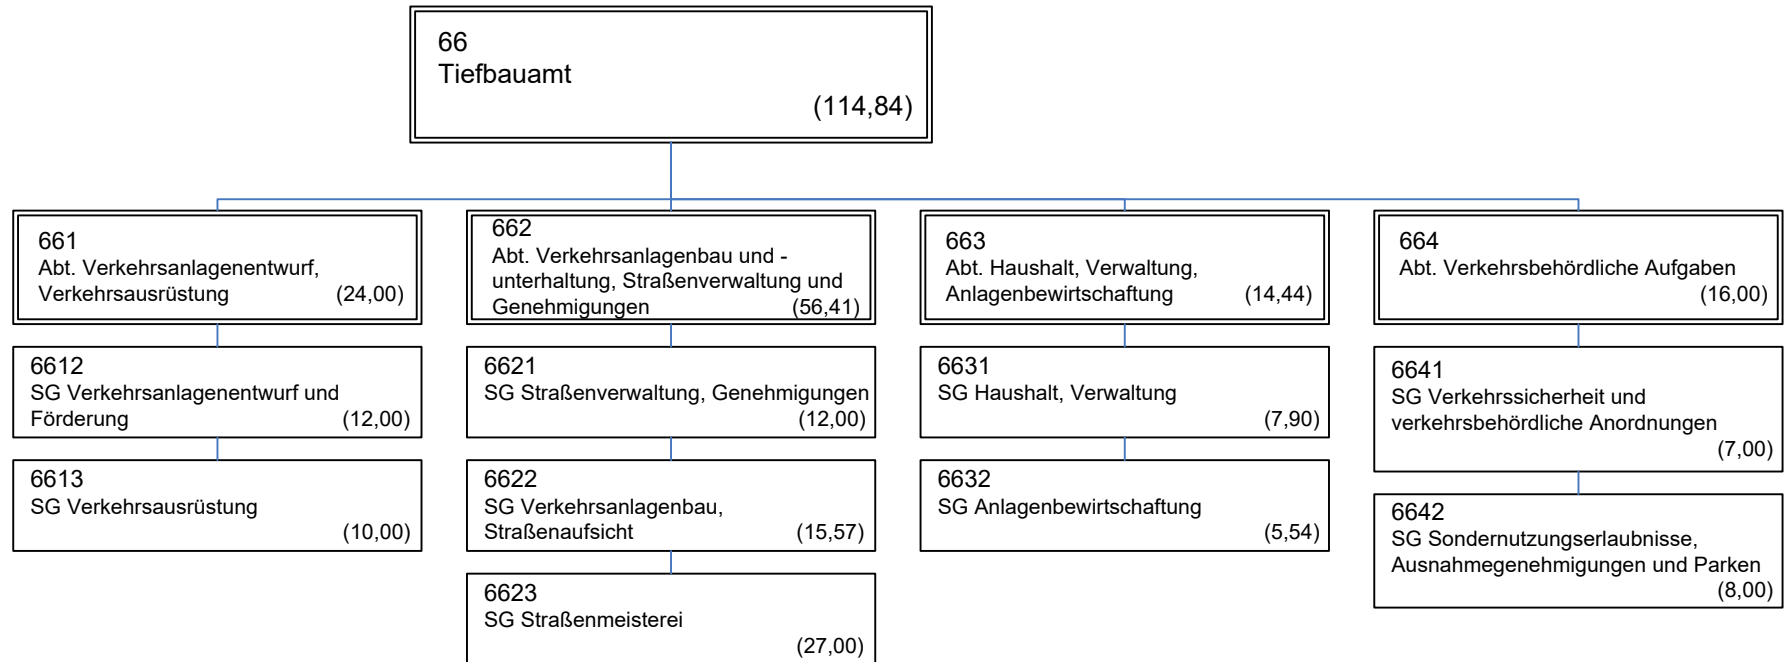 66
Tiefbauamt
(114,84)
661
Abt. Verkehrsanlagenentwurf,
Verkehrsausrüstung (24,00)
6612
SG Verkehrsanlagenentwurf und
Förderung (12,00)
6613
SG Verkehrsausrüstung
(10,00)
662
Abt. Verkehrsanlagenbau und -
unterhaltung, Straßenverwaltung und
Genehmigungen (56,41)
6621
SG Straßenverwaltung, Genehmigungen
(12,00)
6622
SG Verkehrsanlagenbau,
Straßenaufsicht (15,57)
6623
SG Straßenmeisterei
(27,00)
663
Abt. Haushalt, Verwaltung,
Anlagenbewirtschaftung (14,44)
6631
SG Haushalt, Verwaltung
(7,90)
6632
SG Anlagenbewirtschaftung
(5,54)
664
Abt. Verkehrsbehördliche Aufgaben
(16,00)
6641
SG Verkehrssicherheit und
verkehrsbehördliche Anordnungen
(7,00)
6642
SG Sondernutzungserlaubnisse,
Ausnahmegenehmigungen und Parken
(8,00)